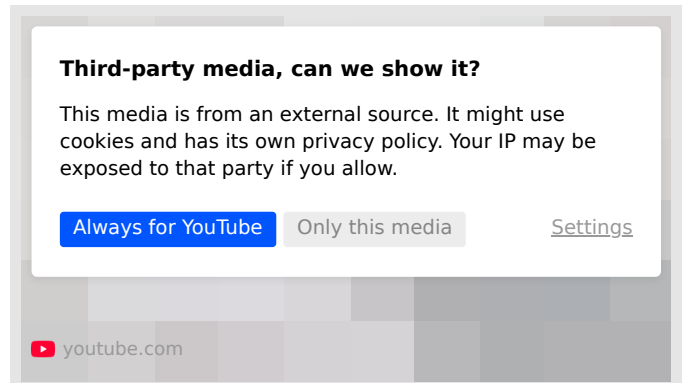 Third-party media, can we show it?
This media is from an external source. It might use
cookies and has its own privacy policy. Your IP may be
exposed to that party if you allow.
Always for YouTube
Only this media
Settings
youtube.com